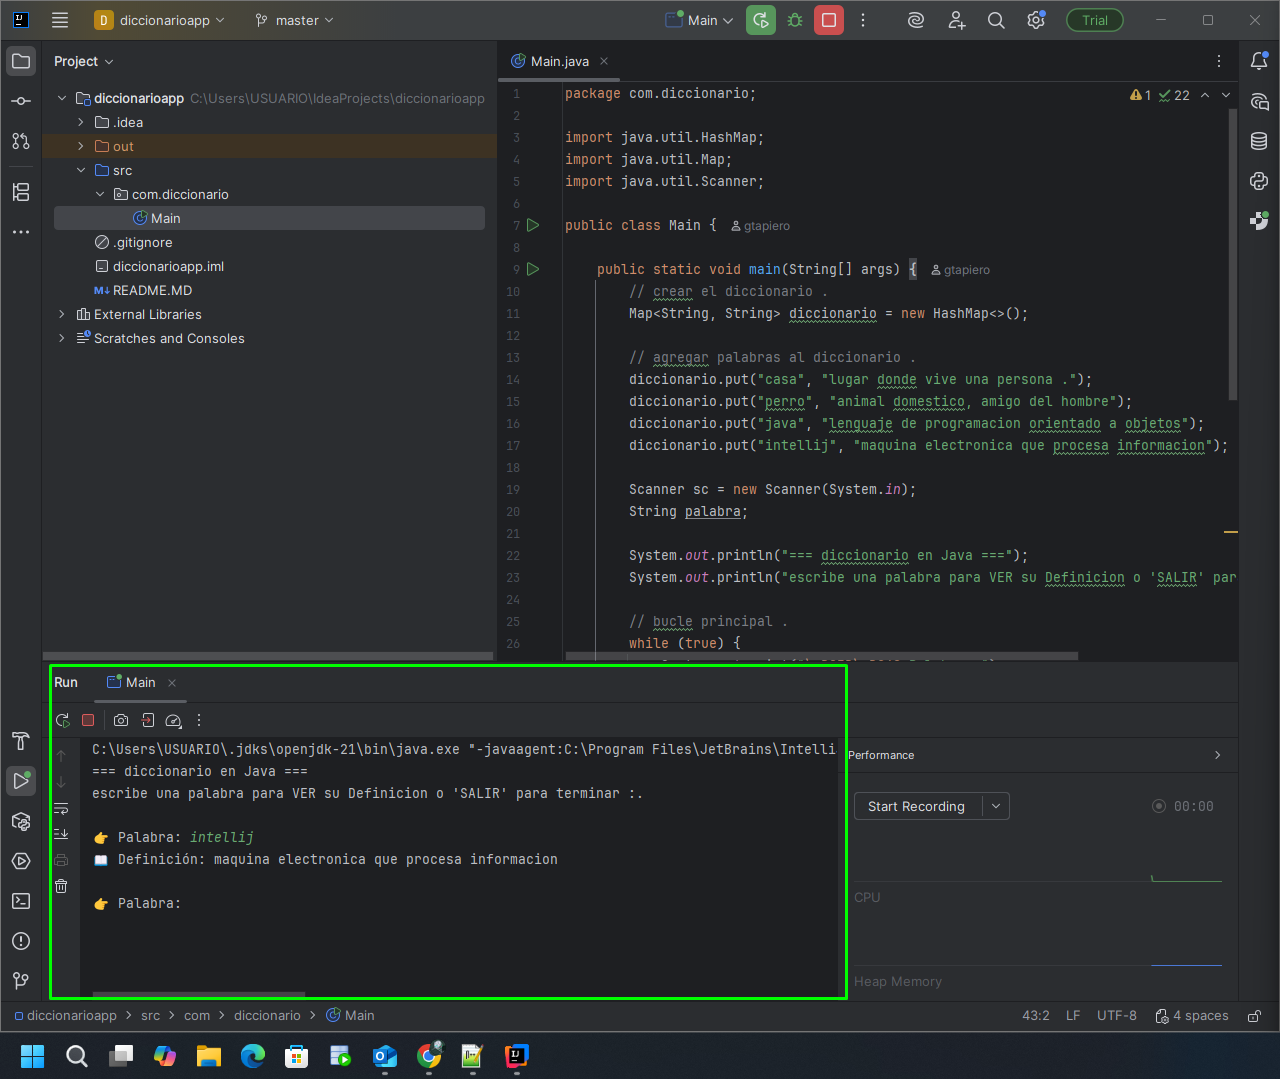 D diccionarioapp master Main Trial
Project
diccionarioapp C:\Users\USUARIO\IdeaProjects\diccionarioapp
.idea
out
src
com.diccionario
Main
.gitignore
diccionarioapp.iml
M↓ README.MD
External Libraries
Scratches and Consoles
Main.java
1 22
1 package com.diccionario;
2
3 import java.util.HashMap;
4 import java.util.Map;
5 import java.util.Scanner;
6
7 public class Main { gtapiero
8
9 public static void main(String[] args) { gtapiero
10 // crear el diccionario .
11 Map<String, String> diccionario = new HashMap<>();
12
13 // agregar palabras al diccionario .
14 diccionario.put("casa", "lugar donde vive una persona .");
15 diccionario.put("perro", "animal domestico, amigo del hombre");
16 diccionario.put("java", "lenguaje de programacion orientado a objetos");
17 diccionario.put("intellij", "maquina electronica que procesa informacion");
18
19 Scanner sc = new Scanner(System.in);
20 String palabra;
21
22 System.out.println("=== diccionario en Java ===");
23 System.out.println("escribe una palabra para VER su Definicion o 'SALIR' par
24
25 // bucle principal .
26 while (true) {
Run Main
C:\Users\USUARIO\.jdks\openjdk-21\bin\java.exe "-javaagent:C:\Program Files\JetBrains\Intelli
=== diccionario en Java ===
escribe una palabra para VER su Definicion o 'SALIR' para terminar :.
👉 Palabra: intellij
📖 Definición: maquina electronica que procesa informacion
👉 Palabra:
Performance
Start Recording 00:00
CPU
Heap Memory
diccionarioapp > src > com > diccionario > Main 43:2 LF UTF-8 4 spaces